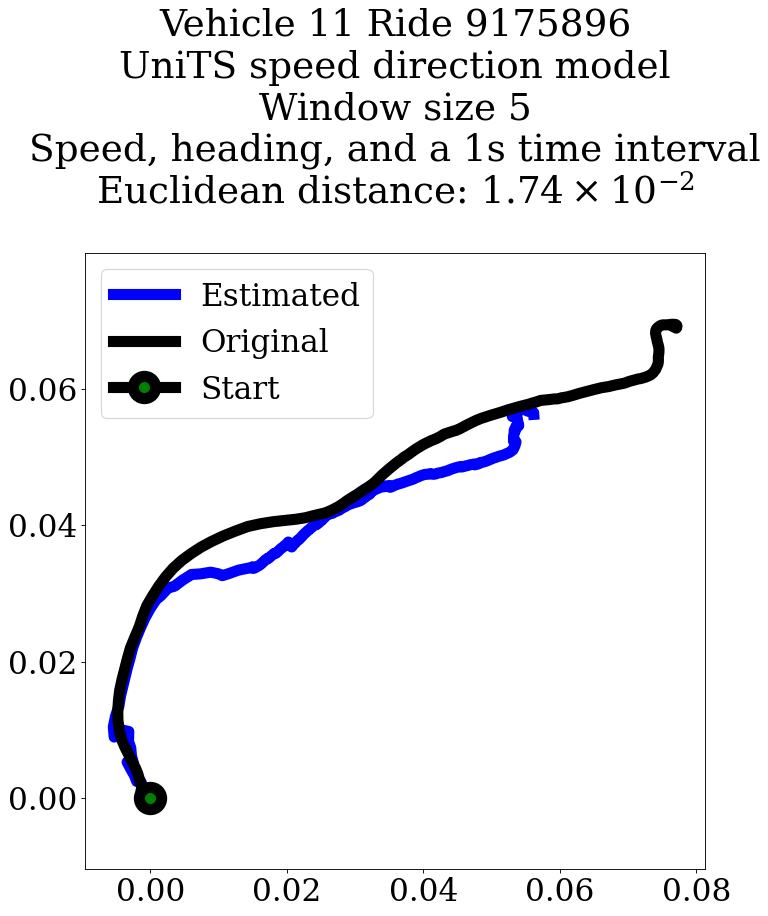 Vehicle 11 Ride 9175896
UniTS speed direction model
Window size 5
Speed, heading, and a 1s time interval
Euclidean distance: 1.74 × 10⁻²
Estimated
Original
Start
0.06
0.04
0.02
0.00
0.00 0.02 0.04 0.06 0.08